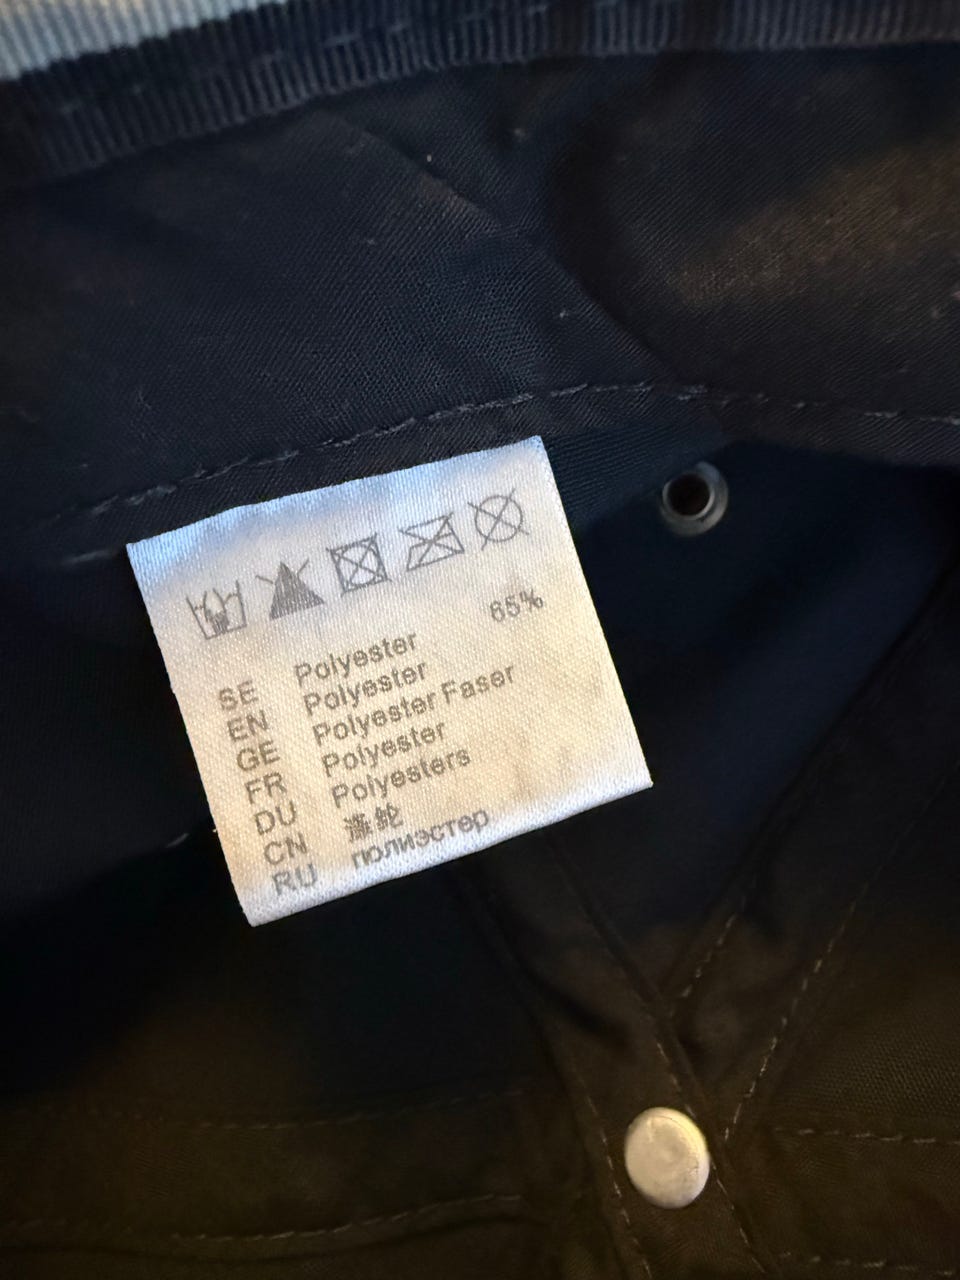 65%
SE Polyester
EN Polyester
GE Polyester Faser
FR Polyester
DU Polyesters
CN 涤纶
RU полиэстер